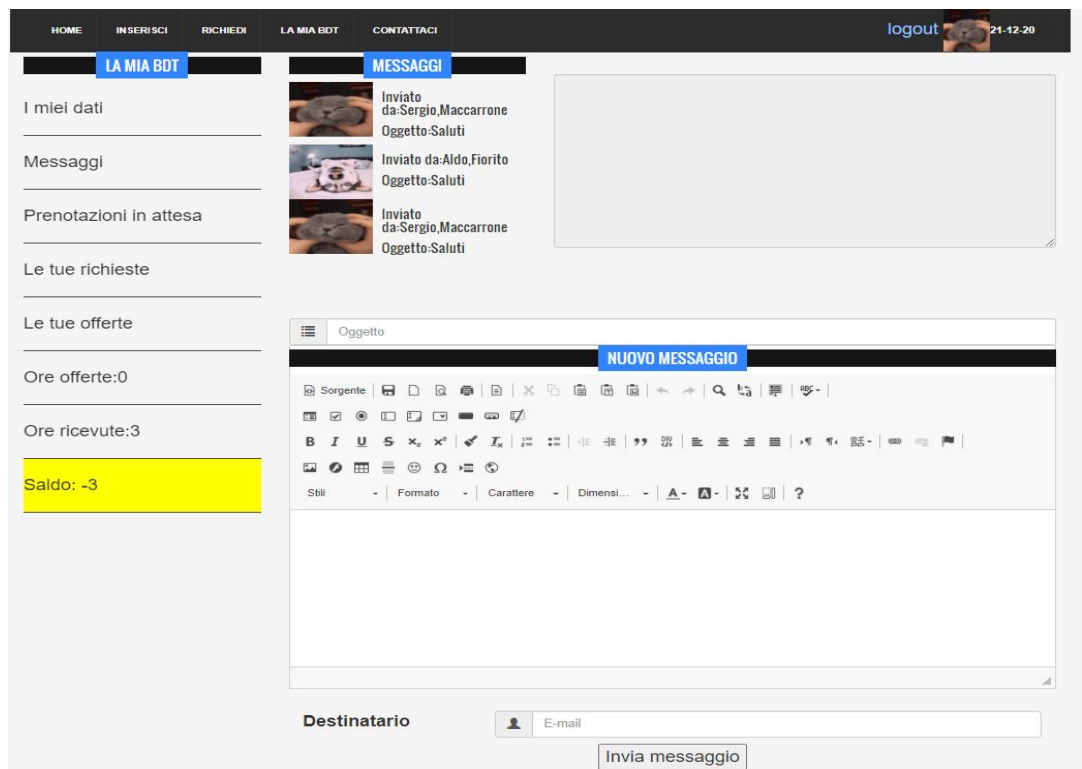 HOME INSERISCI RICHIEDI LA MIA BDT CONTATTACI logout 21-12-20
LA MIA BDT
I miei dati
Messaggi
Prenotazioni in attesa
Le tue richieste
Le tue offerte
Ore offerte:0
Ore ricevute:3
Saldo: -3
MESSAGGI
Inviato
da:Sergio,Maccarrone
Oggetto:Saluti
Inviato da:Aldo,Fiorito
Oggetto:Saluti
Inviato
da:Sergio,Maccarrone
Oggetto:Saluti
Oggetto
NUOVO MESSAGGIO
Sorgente
Stili Formato Carattere Dimensi... A A ?
Destinatario E-mail
Invia messaggio